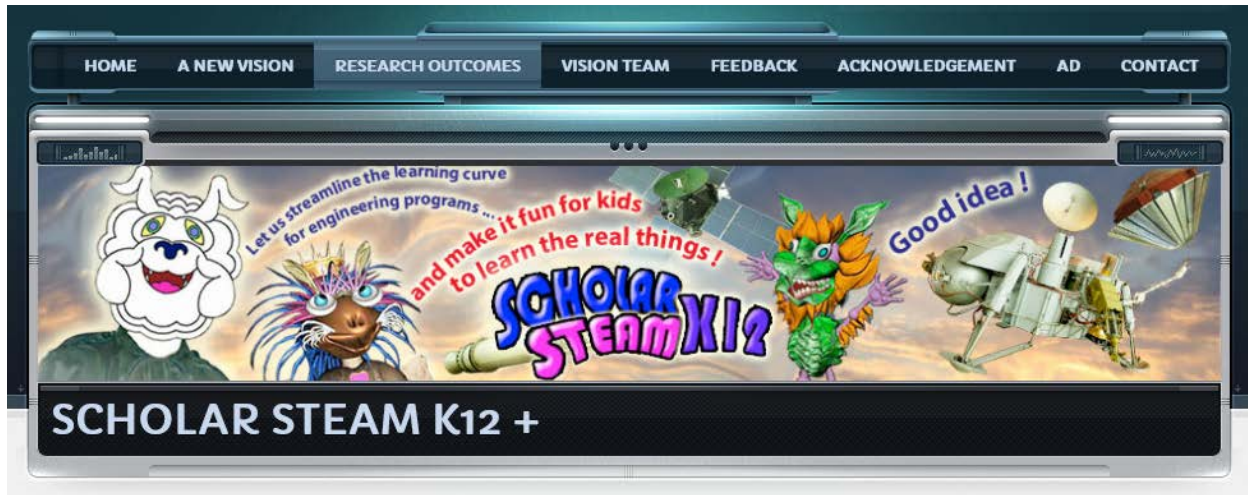 HOME A NEW VISION RESEARCH OUTCOMES VISION TEAM FEEDBACK ACKNOWLEDGEMENT AD CONTACT
Let us streamline the learning curve
for engineering programs ...
and make it fun for kids
to learn the real things !
Good idea !
SCHOLAR
STEAM K12
SCHOLAR STEAM K12 +